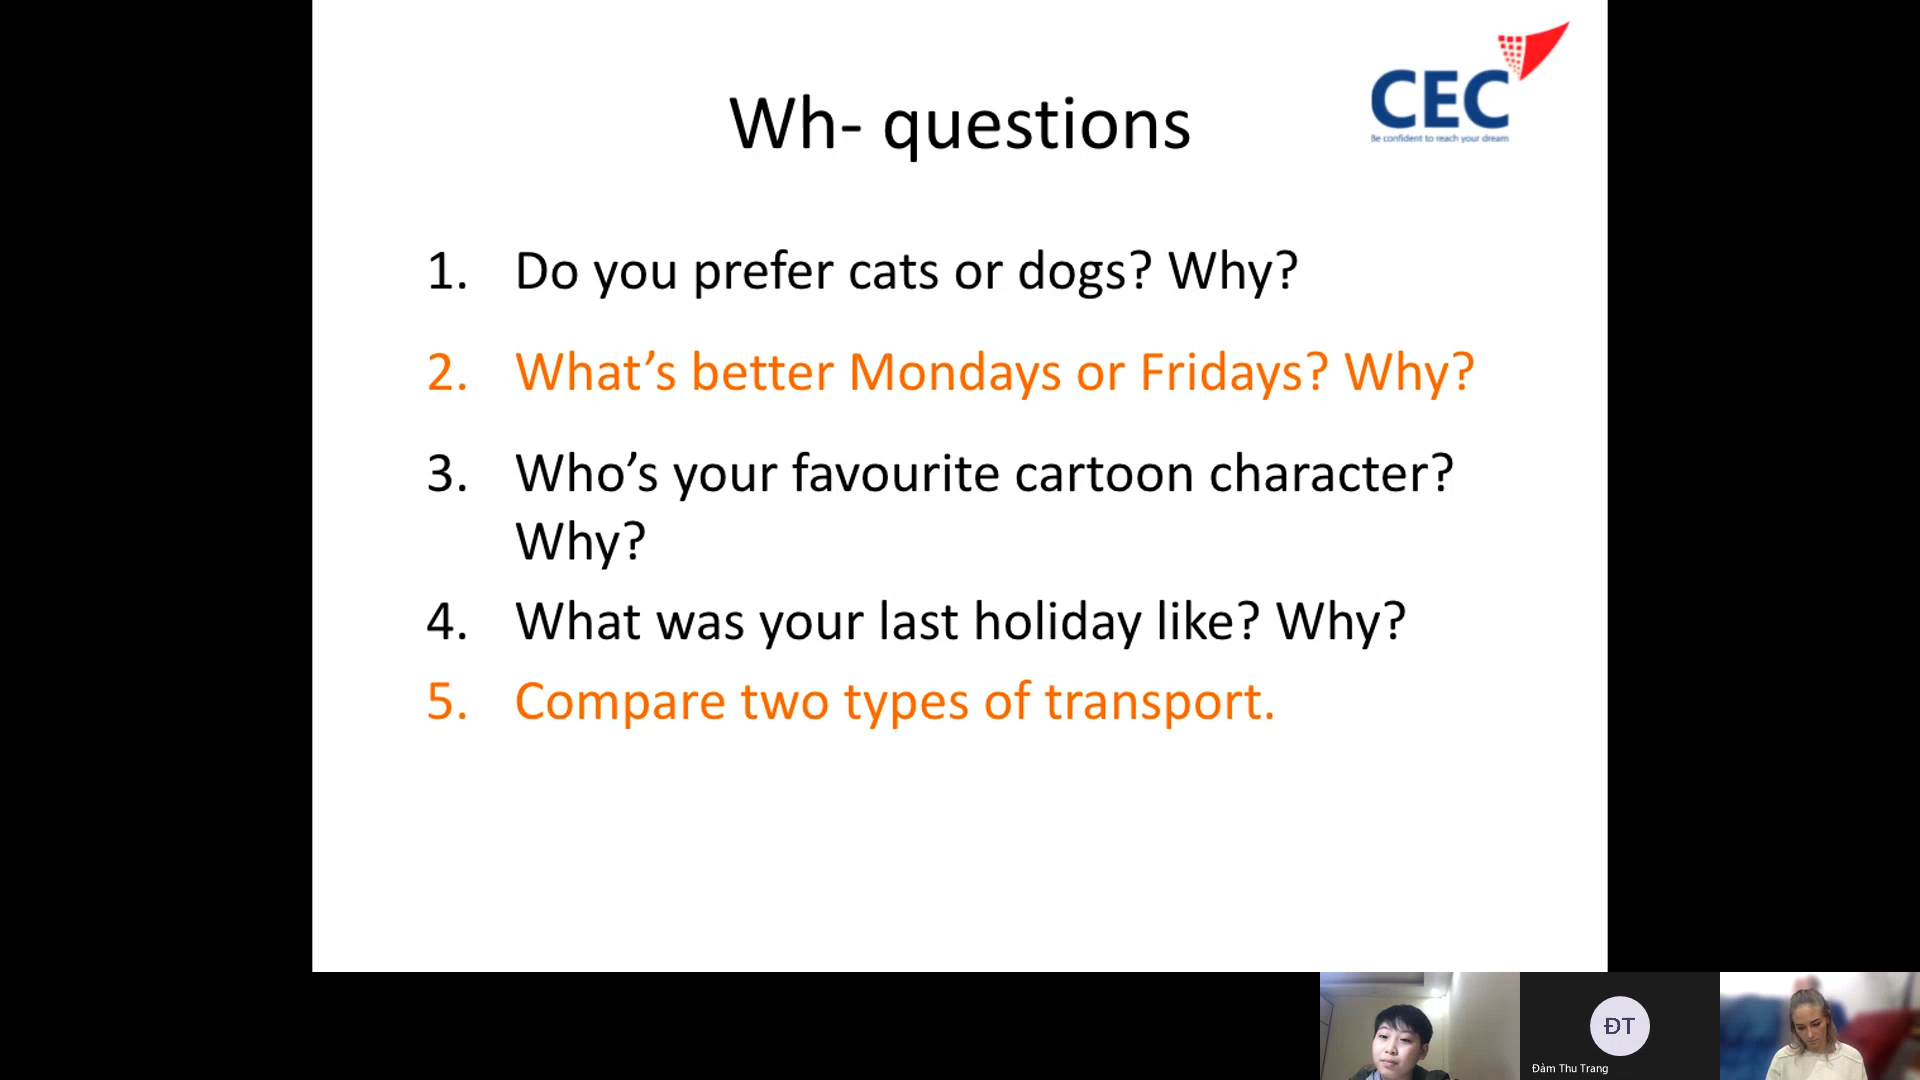 CEC
Be confident to reach your dream
Wh- questions
1. Do you prefer cats or dogs? Why?
2. What’s better Mondays or Fridays? Why?
3. Who’s your favourite cartoon character?
Why?
4. What was your last holiday like? Why?
5. Compare two types of transport.
ĐT
Đàm Thu Trang